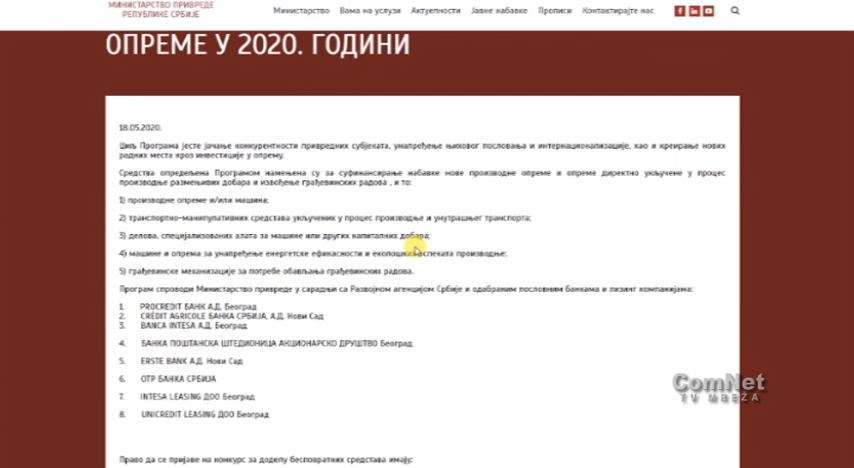 МИНИСТАРСТВО ПРИВРЕДЕ
РЕПУБЛИКЕ СРБИЈЕ
Министарство Вама на услузи Актуелности Јавне набавке Прописи Контактирајте нас
ОПРЕМЕ У 2020. ГОДИНИ
18.05.2020.
Циљ Програма јесте јачање конкурентности привредних субјеката, унапређење њиховог пословања и интернационализације, као и креирање нових
радних места кроз инвестиције у опрему.
Средства опредељена Програмом намењена су за суфинансирање набавке нове производне опреме и опреме директно укључене у процес
производње размењивих добара и извођење грађевинских радова , и то:
1) производне опреме и/или машина;
2) транспортно-манипулативних средстава укључених у процес производње и унутрашњег транспорта;
3) делова, специјализованих алата за машине или других капиталних добара;
4) машине и опрема за унапређење енергетске ефикасности и еколошких аспеката производње;
5) грађевинске механизације за потребе обављања грађевинских радова.
Програм спроводи Министарство привреде у сарадњи са Развојном агенцијом Србије и одабраним пословним банкама и лизинг компанијама:
1. PROCREDIT БАНК А.Д. Београд
2. CREDIT AGRICOLE БАНКА СРБИЈА, А.Д. Нови Сад
3. BANCA INTESA А.Д. Београд
4. БАНКА ПОШТАНСКА ШТЕДИОНИЦА АКЦИОНАРСКО ДРУШТВО Београд
5. ERSTE BANK А.Д. Нови Сад
6. ОТР БАНКА СРБИЈА
7. INTESA LEASING ДОО Београд
8. UNICREDIT LEASING ДОО Београд
ComNet
TV MREŽA
Право да се пријаве на конкурс за доделу бесповратних средстава имају: